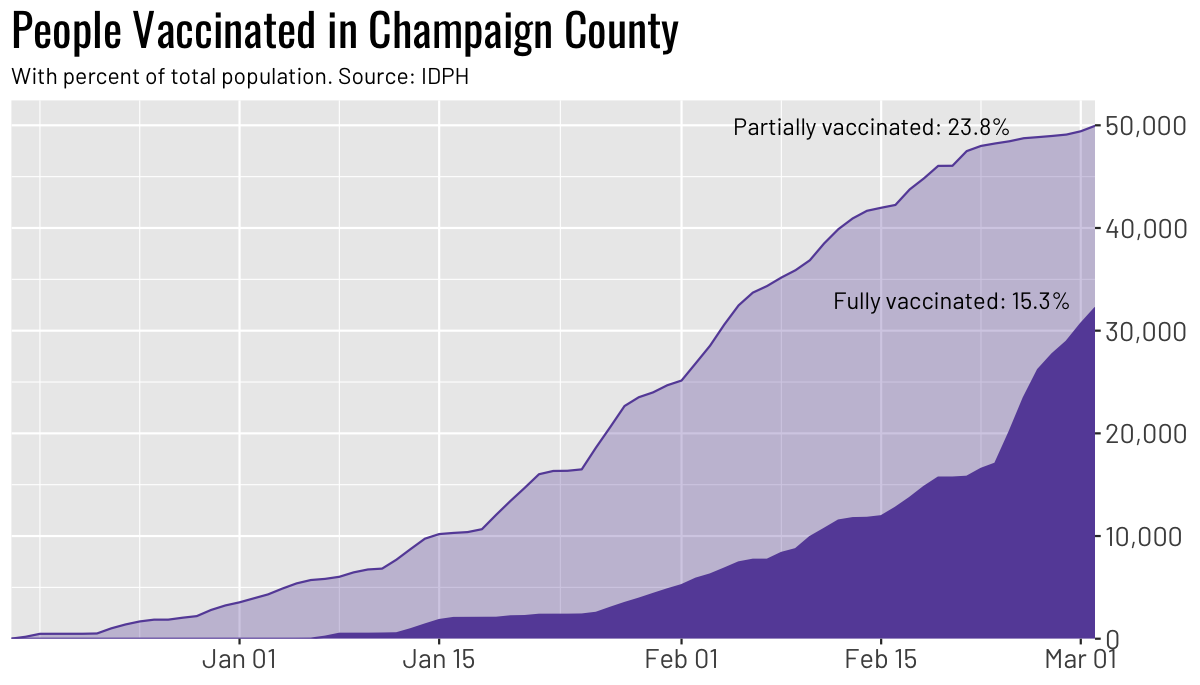 People Vaccinated in Champaign County
With percent of total population. Source: IDPH
Partially vaccinated: 23.8%
50,000
40,000
Fully vaccinated: 15.3%
30,000
20,000
10,000
0
Jan 01
Jan 15
Feb 01
Feb 15
Mar 01